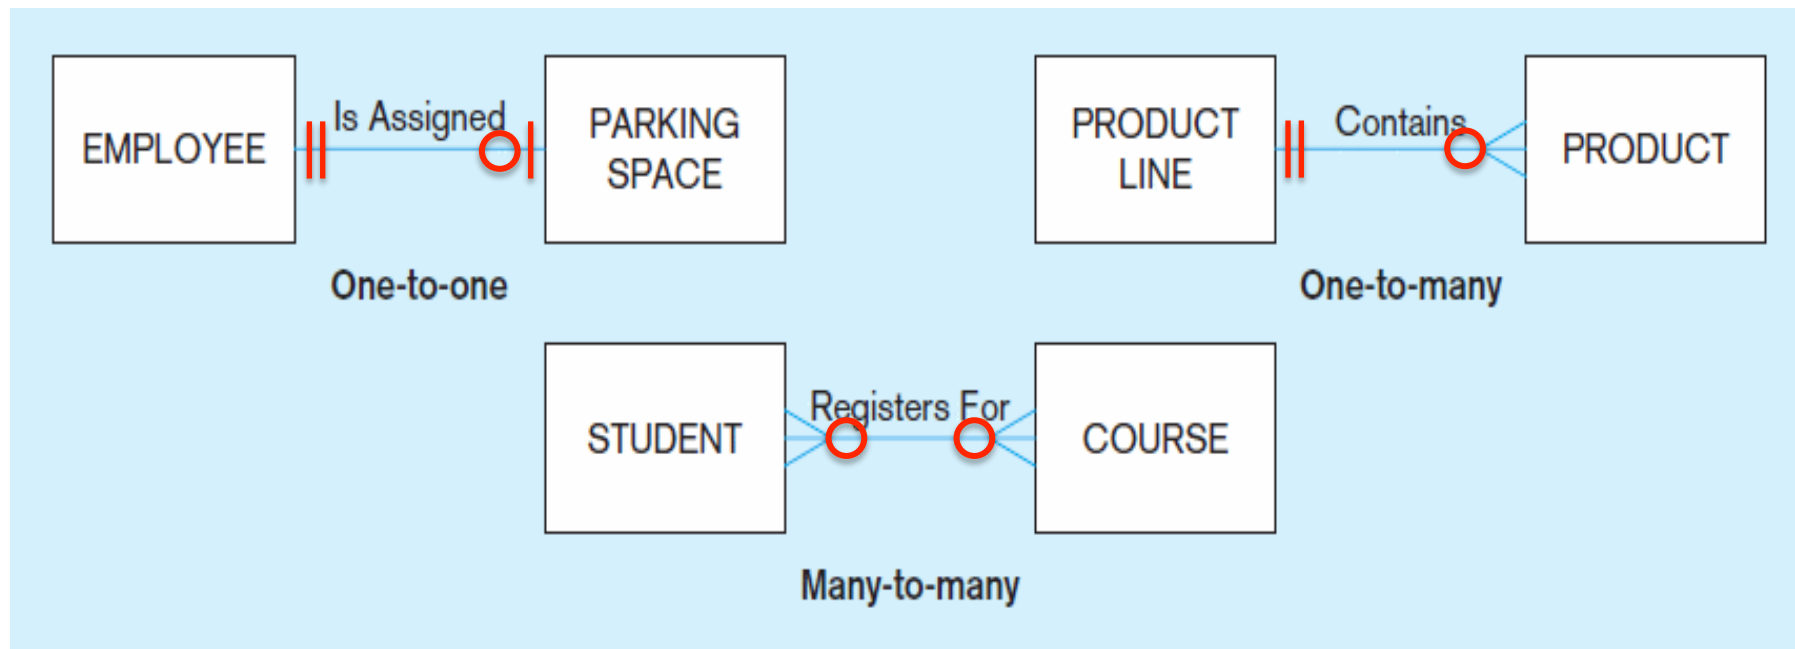 EMPLOYEE
Is Assigned
PARKING
SPACE
One-to-one
PRODUCT
LINE
Contains
PRODUCT
One-to-many
STUDENT
Registers For
COURSE
Many-to-many